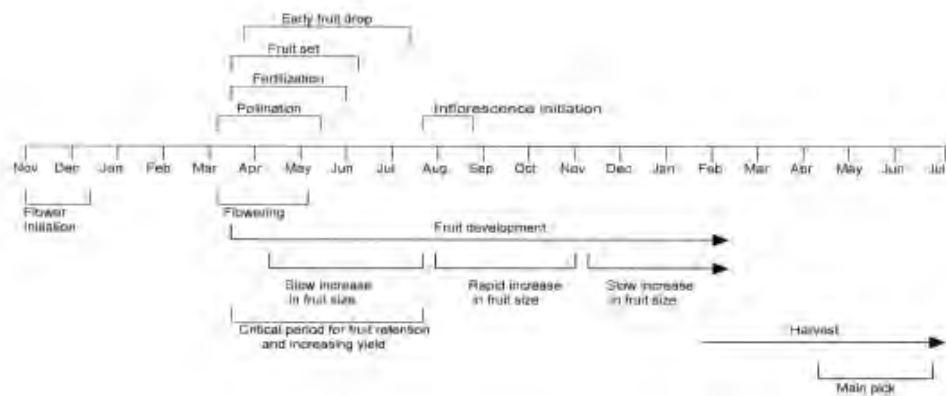 Early fruit drop
Fruit set
Fertilization
Pollination
Inflorescence initiation
Nov Dec Jan Feb Mar Apr May Jun Jul Aug Sep Oct Nov Dec Jan Feb Mar Apr May Jun Jul
Flower
initiation
Flowering
Fruit development
Slow increase
in fruit size
Rapid increase
in fruit size
Slow increase
in fruit size
Critical period for fruit retention
and increasing yield
Harvest
Main pick